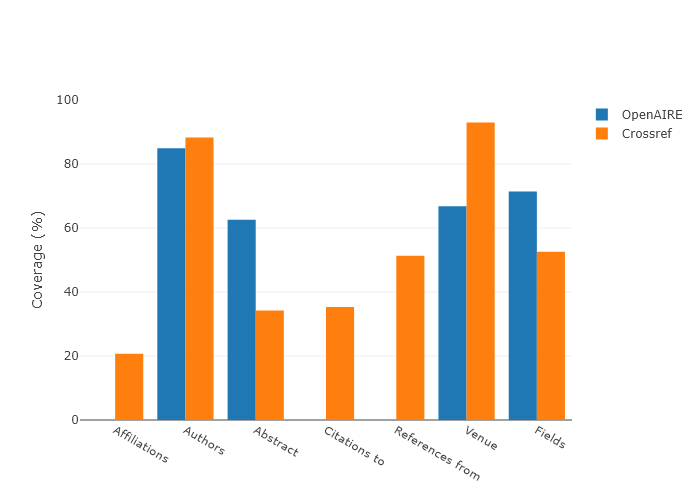 OpenAIRE
Crossref
Coverage (%)
100
80
60
40
20
0
Affiliations
Authors
Abstract
Citations to
References from
Venue
Fields